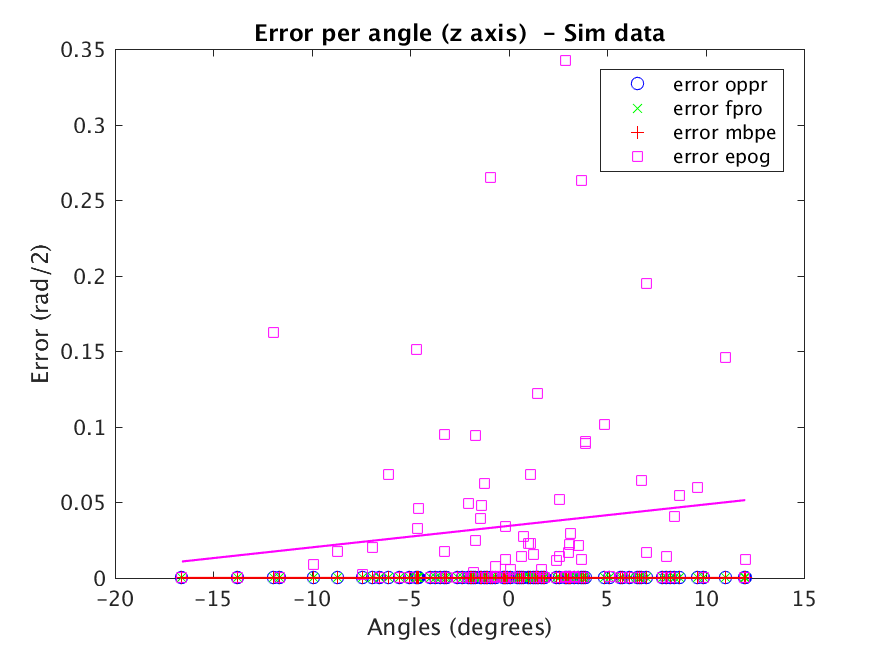 Error per angle (z axis)  - Sim data
0.35
0.3
0.25
0.2
0.15
0.1
0.05
0
Error (rad/2)
error oppr
error fpro
error mbpe
error epog
-20
-15
-10
-5
0
5
10
15
Angles (degrees)